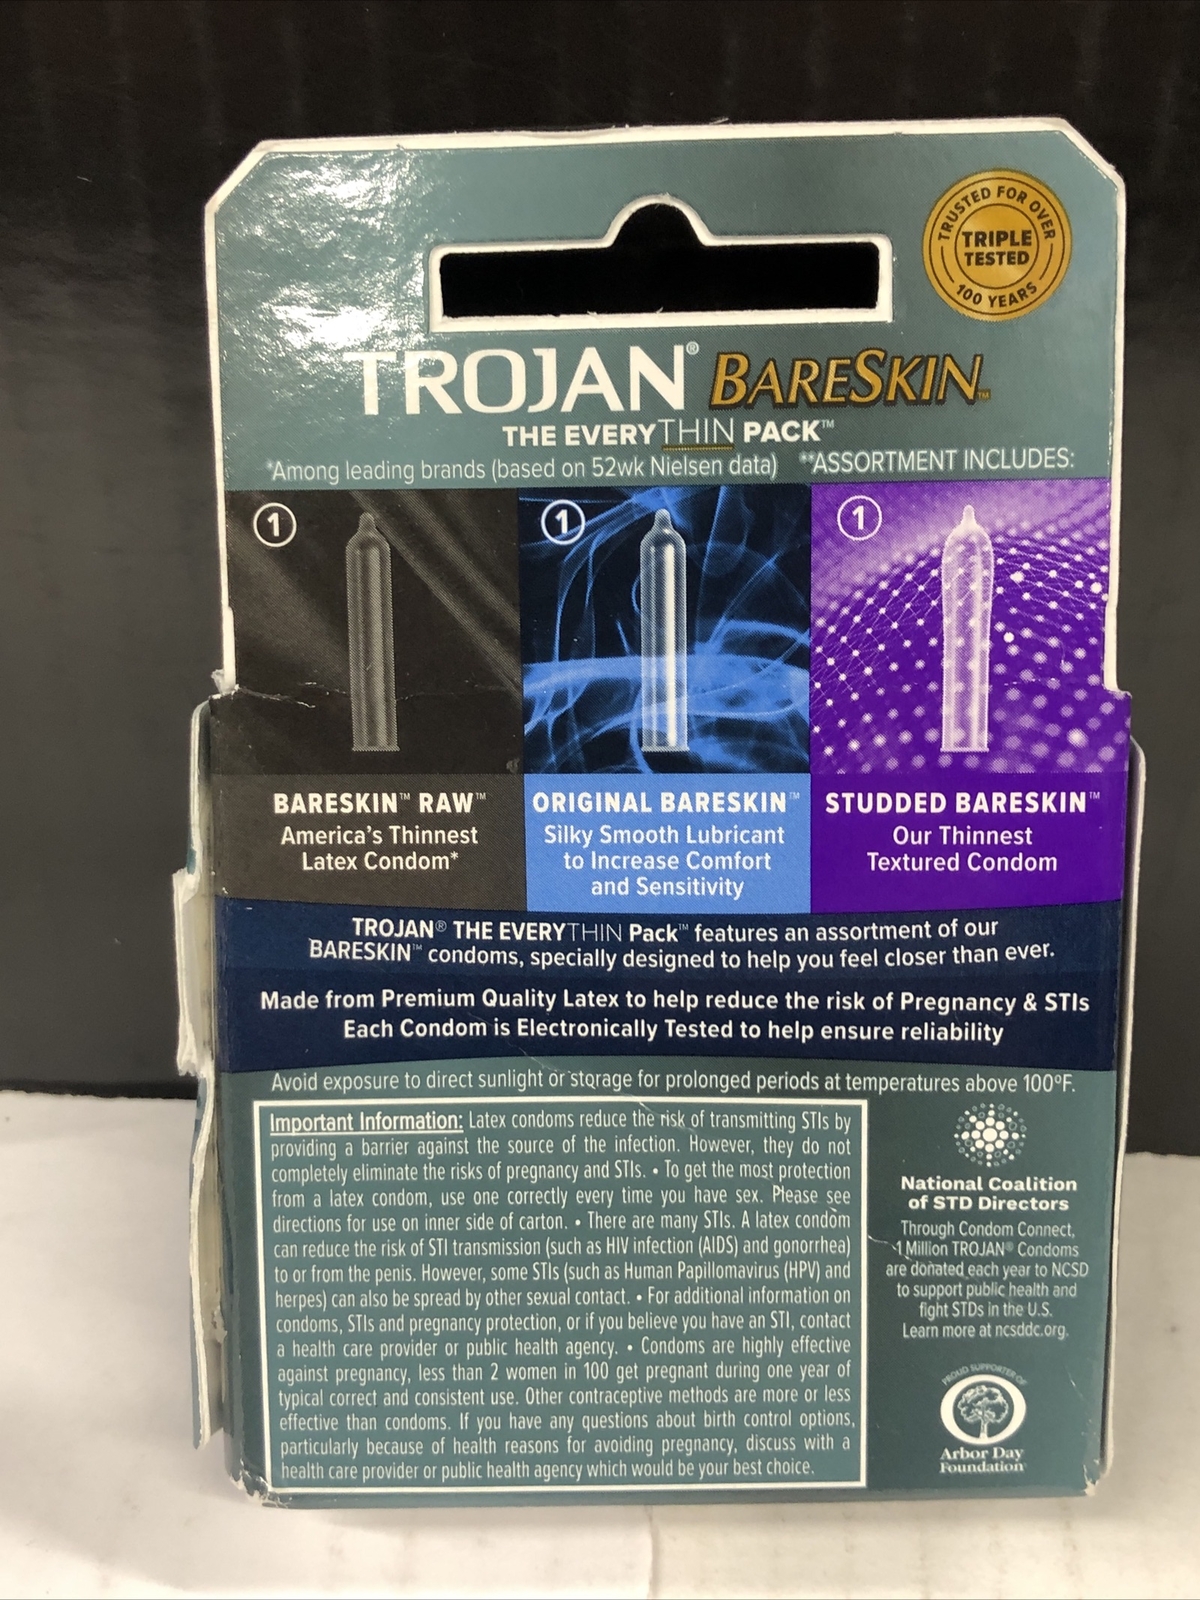 TRUSTED FOR OVER
TRIPLE
TESTED
100 YEARS
TROJAN® BARESKIN™
THE EVERYTHIN PACK™
*Among leading brands (based on 52wk Nielsen data) **ASSORTMENT INCLUDES:
1
1
1
BARESKIN™ RAW™
America's Thinnest
Latex Condom*
ORIGINAL BARESKIN™
Silky Smooth Lubricant
to Increase Comfort
and Sensitivity
STUDDED BARESKIN™
Our Thinnest
Textured Condom
TROJAN® THE EVERYTHIN Pack™ features an assortment of our
BARESKIN™ condoms, specially designed to help you feel closer than ever.
Made from Premium Quality Latex to help reduce the risk of Pregnancy & STIs
Each Condom is Electronically Tested to help ensure reliability
Avoid exposure to direct sunlight or storage for prolonged periods at temperatures above 100ºF.
Important Information: Latex condoms reduce the risk of transmitting STIs by
providing a barrier against the source of the infection. However, they do not
completely eliminate the risks of pregnancy and STIs. • To get the most protection
from a latex condom, use one correctly every time you have sex. Please see
directions for use on inner side of carton. • There are many STIs. A latex condom
can reduce the risk of STI transmission (such as HIV infection (AIDS) and gonorrhea)
to or from the penis. However, some STIs (such as Human Papillomavirus (HPV) and
herpes) can also be spread by other sexual contact. • For additional information on
condoms, STIs and pregnancy protection, or if you believe you have an STI, contact
a health care provider or public health agency. • Condoms are highly effective
against pregnancy, less than 2 women in 100 get pregnant during one year of
typical correct and consistent use. Other contraceptive methods are more or less
effective than condoms. If you have any questions about birth control options,
particularly because of health reasons for avoiding pregnancy, discuss with a
health care provider or public health agency which would be your best choice.
National Coalition
of STD Directors
Through Condom Connect,
1 Million TROJAN® Condoms
are donated each year to NCSD
to support public health and
fight STDs in the U.S.
Learn more at ncsddc.org.
PROUD SUPPORTER OF
Arbor Day
Foundation